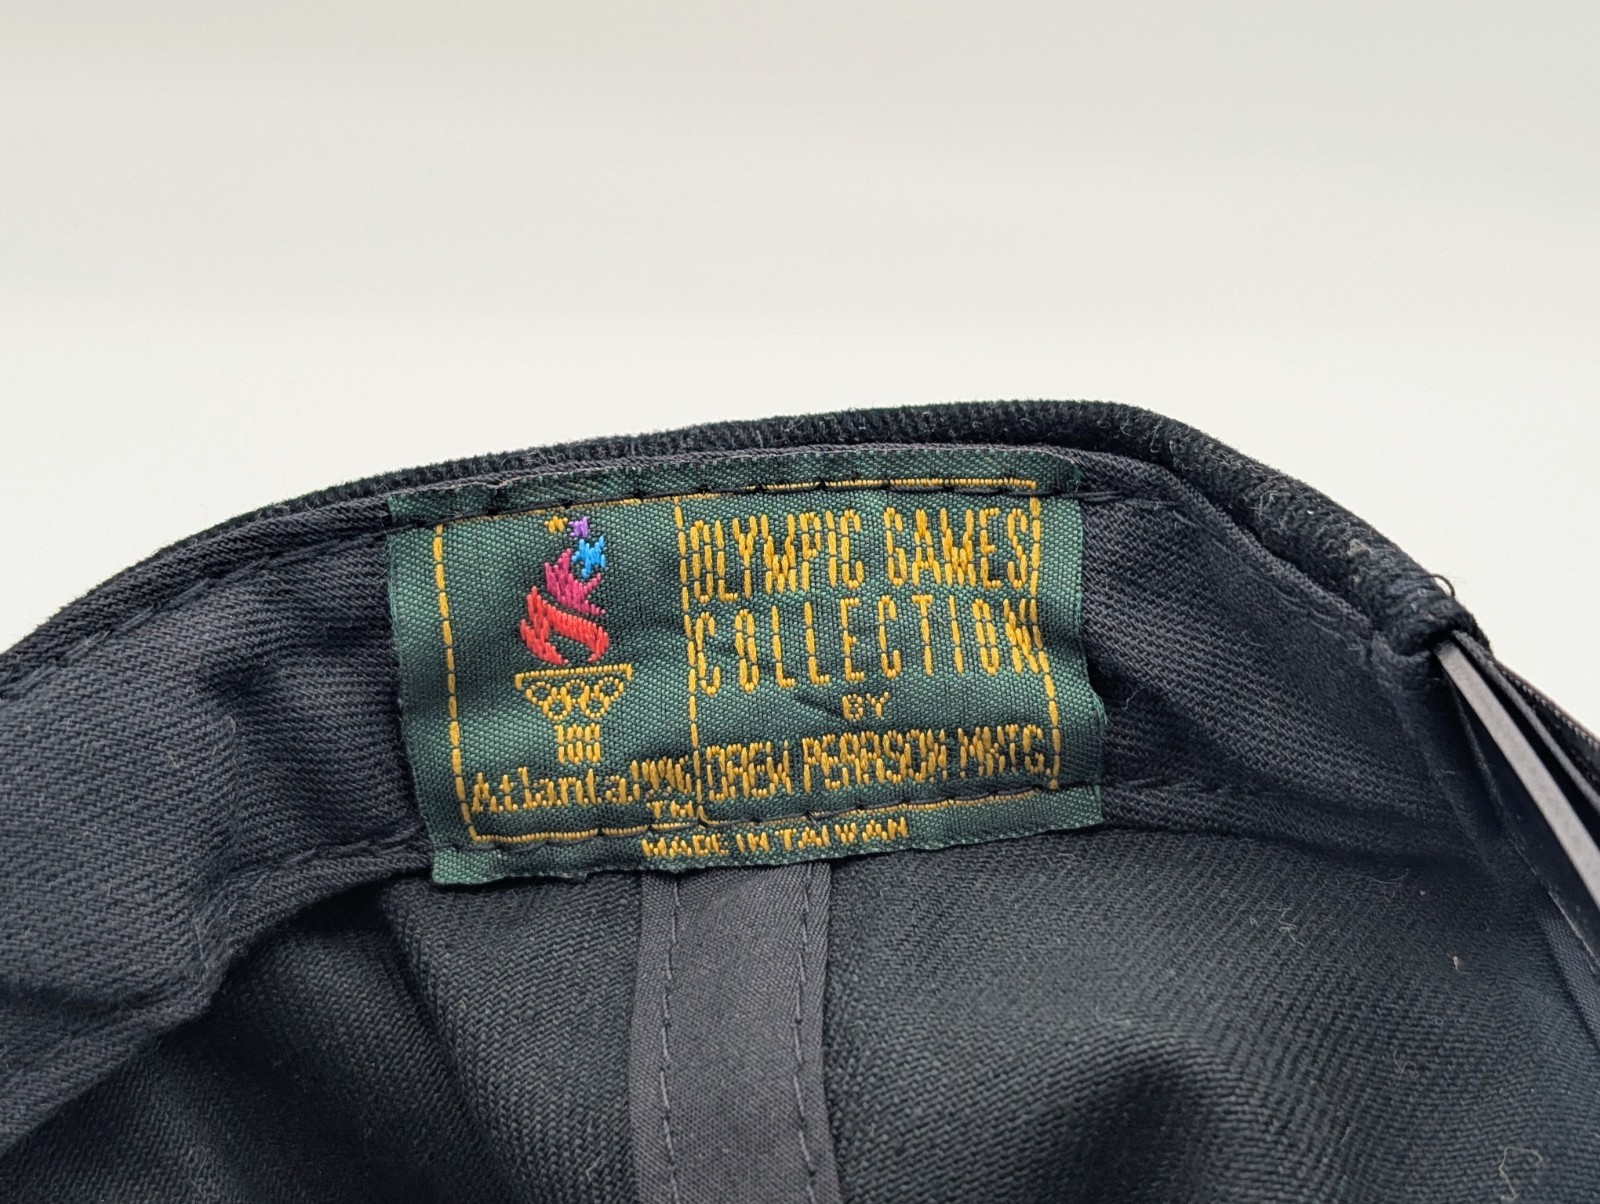 OLYMPIC GAMES
COLLECTION
BY
DREW PEARSON MKTG.
Atlanta 1996
TM
MADE IN TAIWAN